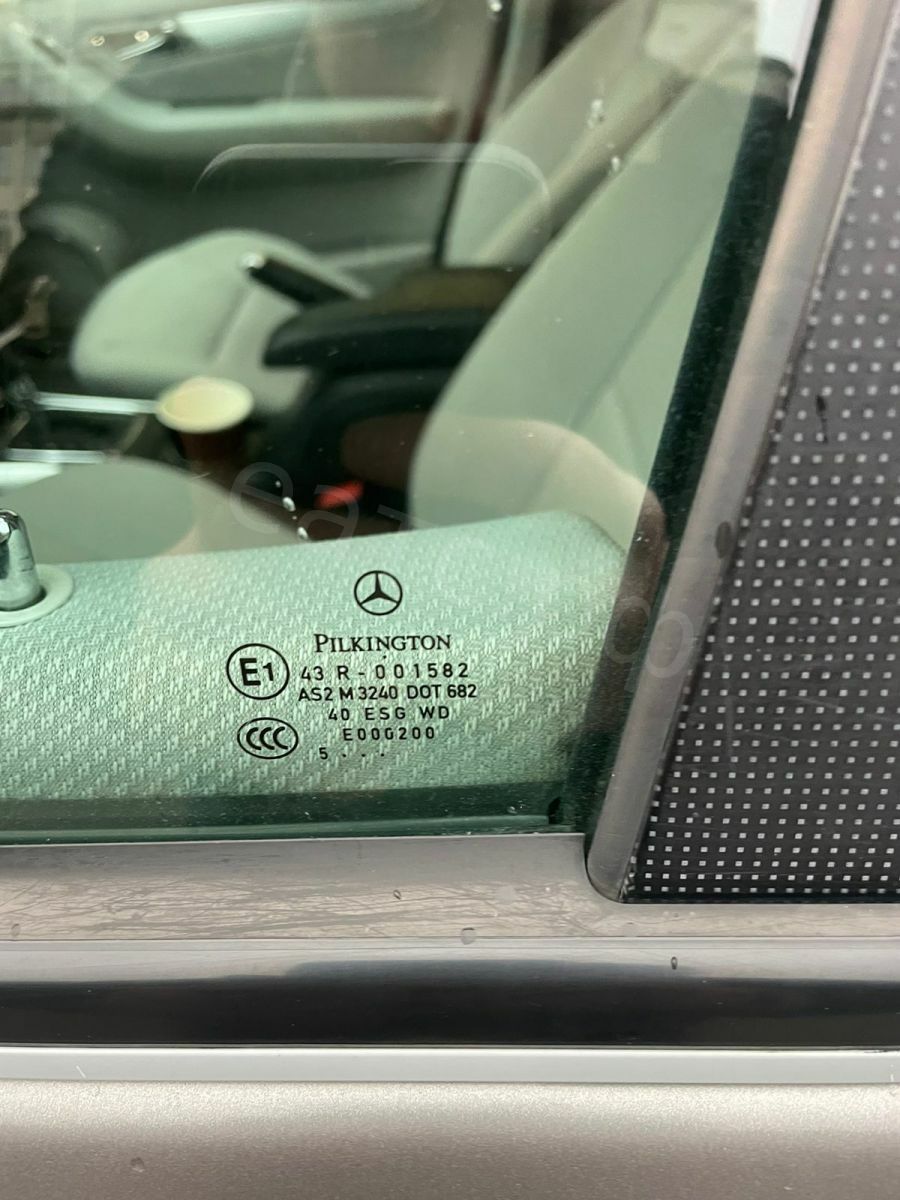 PILKINGTON
E1
43 R - 001582
AS2 M 3240 DOT 682
40 ESG WD
CCC
E000200
5 . . .